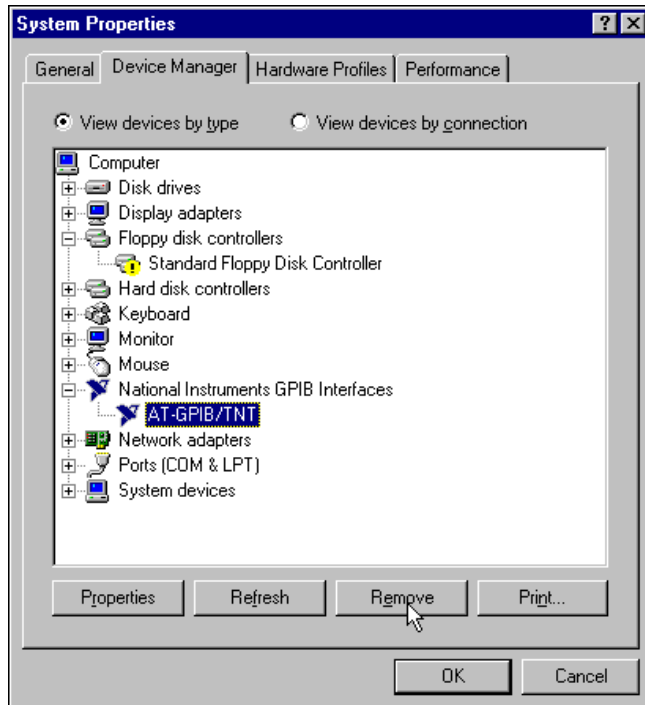 System Properties
General Device Manager Hardware Profiles Performance
View devices by type View devices by connection
Computer
Disk drives
Display adapters
Floppy disk controllers
Standard Floppy Disk Controller
Hard disk controllers
Keyboard
Monitor
Mouse
National Instruments GPIB Interfaces
AT-GPIB/TNT
Network adapters
Ports (COM & LPT)
System devices
Properties Refresh Remove Print...
OK Cancel